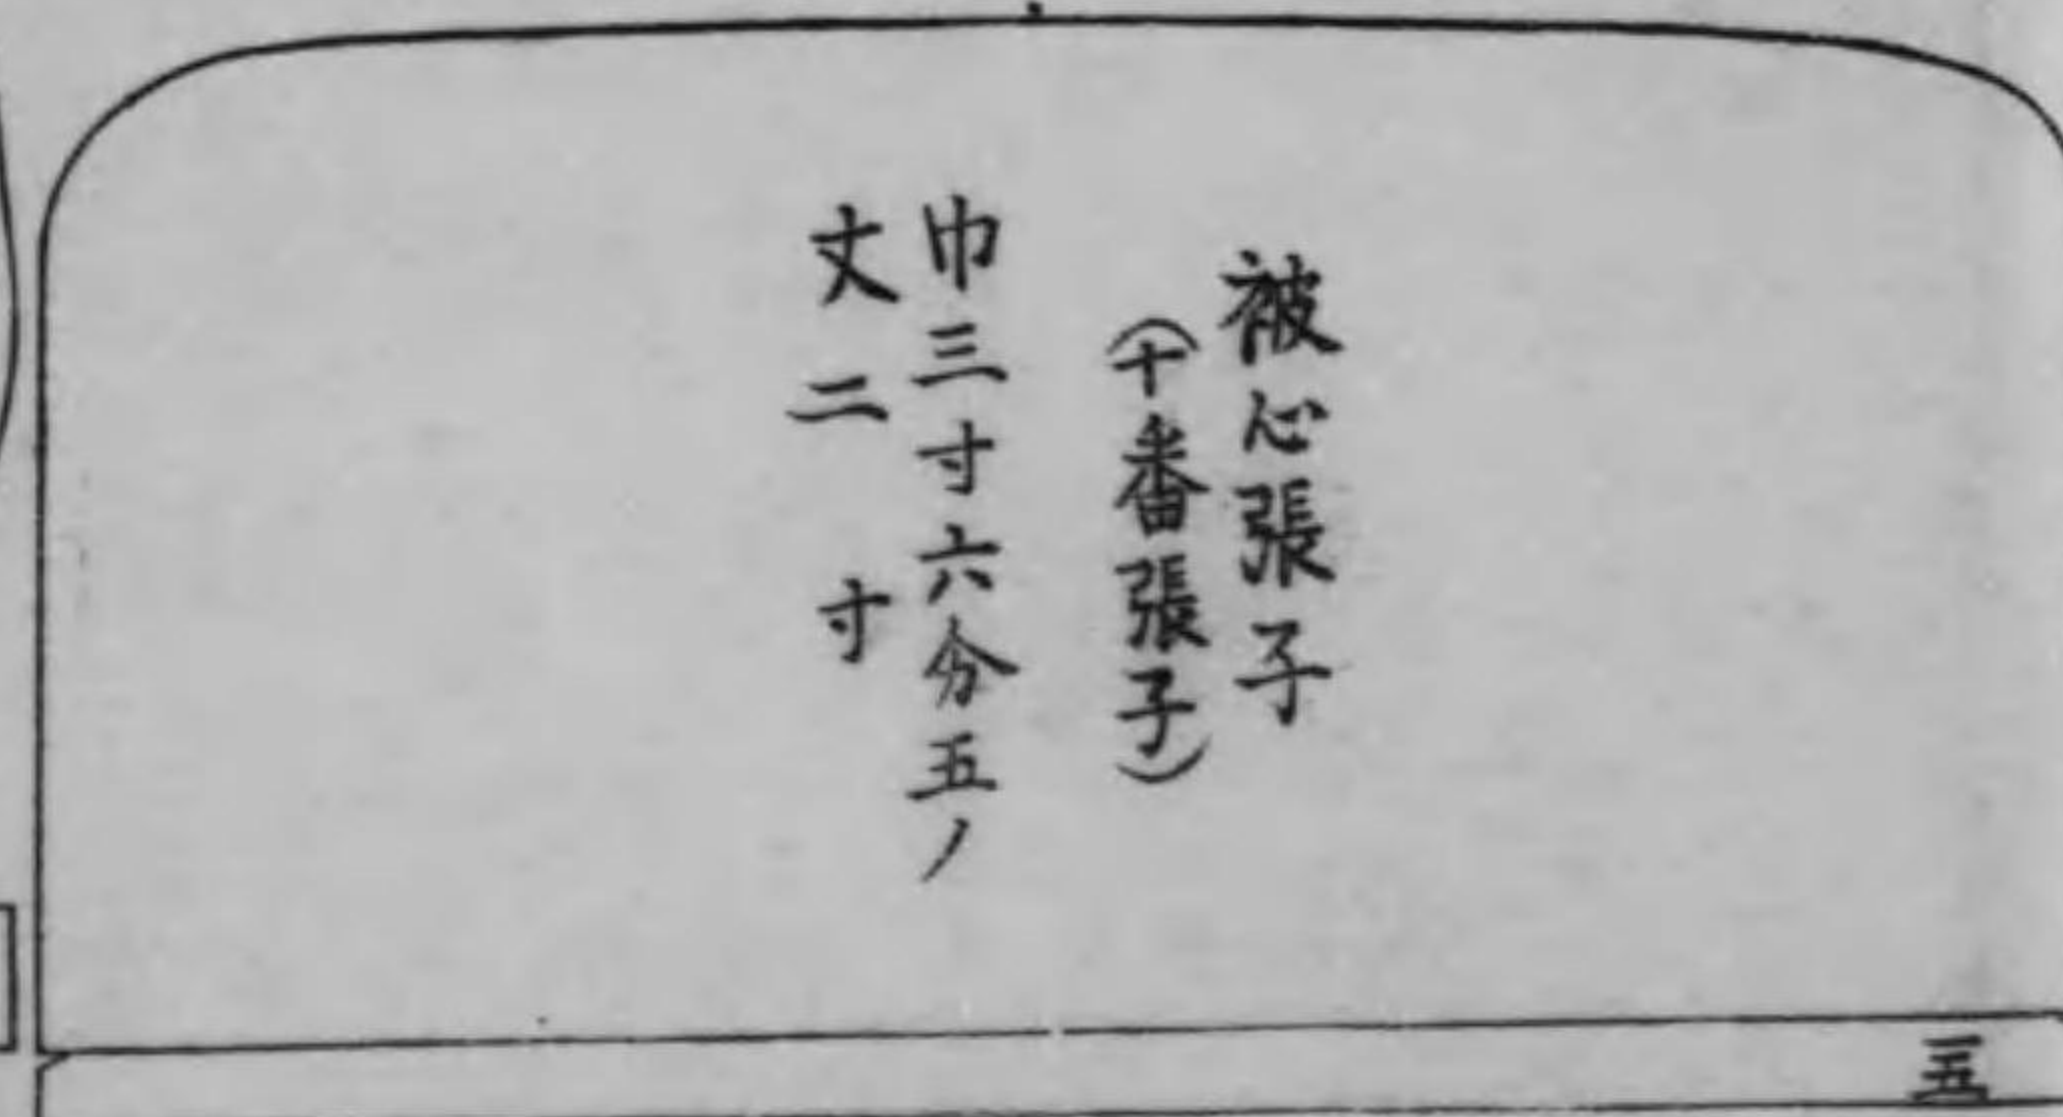 被心張子
(十番張子)
巾三寸六分五ノ
丈二寸
五